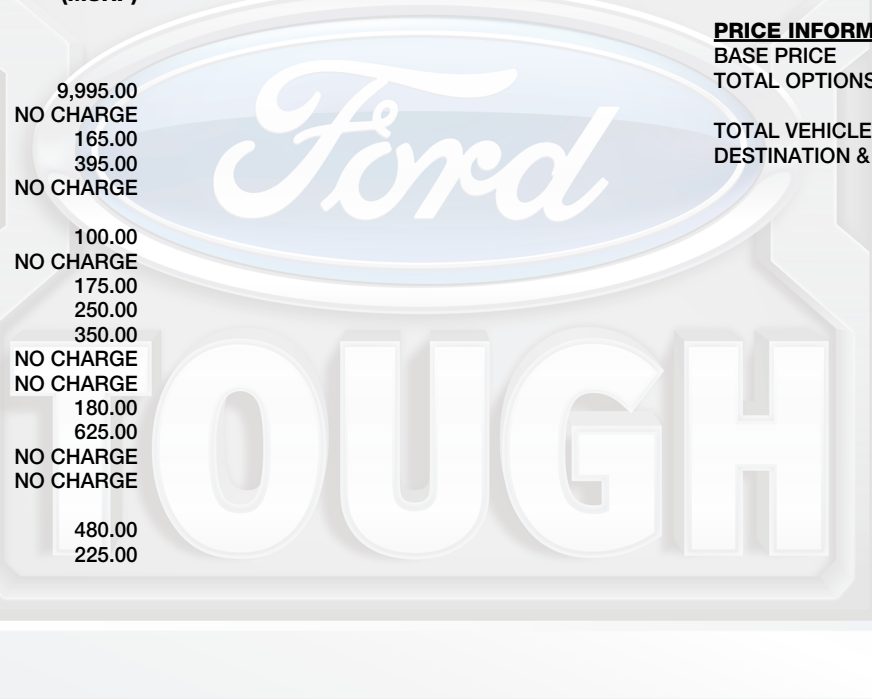 (MSRP)
9,995.00
NO CHARGE
165.00
395.00
NO CHARGE
100.00
NO CHARGE
175.00
250.00
350.00
NO CHARGE
NO CHARGE
180.00
625.00
NO CHARGE
NO CHARGE
480.00
225.00
PRICE INFORM
BASE PRICE
TOTAL OPTIONS
TOTAL VEHICLE
DESTINATION &
Ford
TOUGH